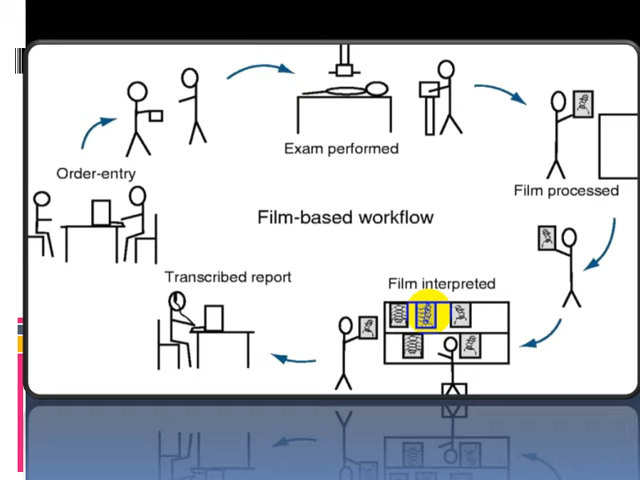 Exam performed
Order-entry
Film processed
Film-based workflow
Transcribed report
Film interpreted